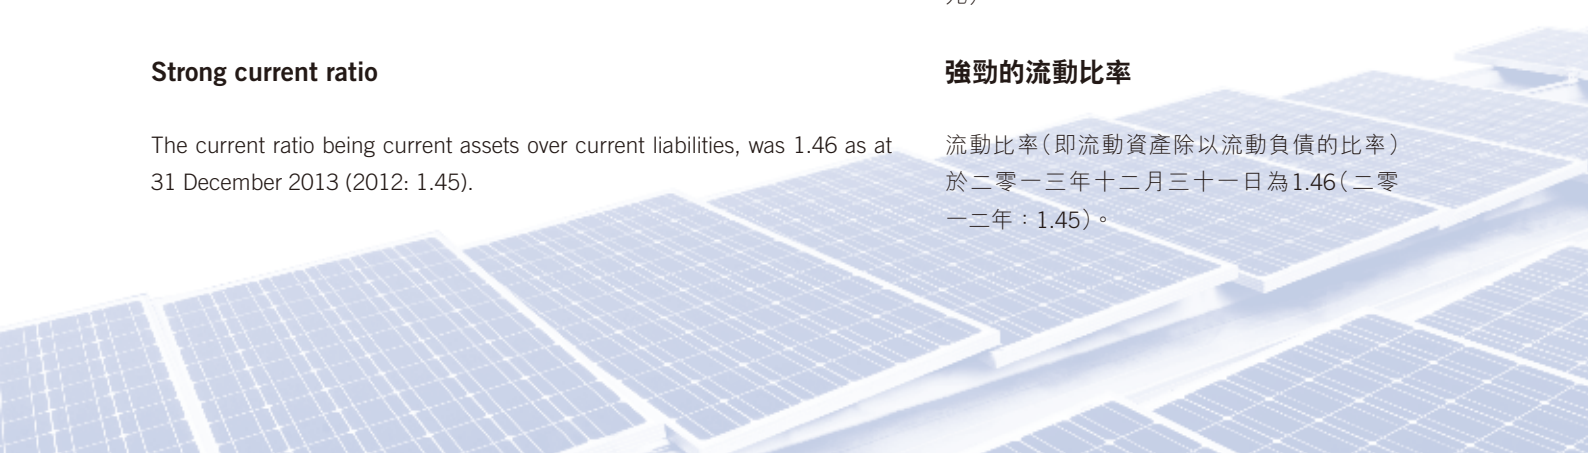 Strong current ratio
The current ratio being current assets over current liabilities, was 1.46 as at
31 December 2013 (2012: 1.45).
強勁的流動比率
流動比率（即流動資產除以流動負債的比率）
於二零一三年十二月三十一日為1.46（二零
一二年：1.45）。